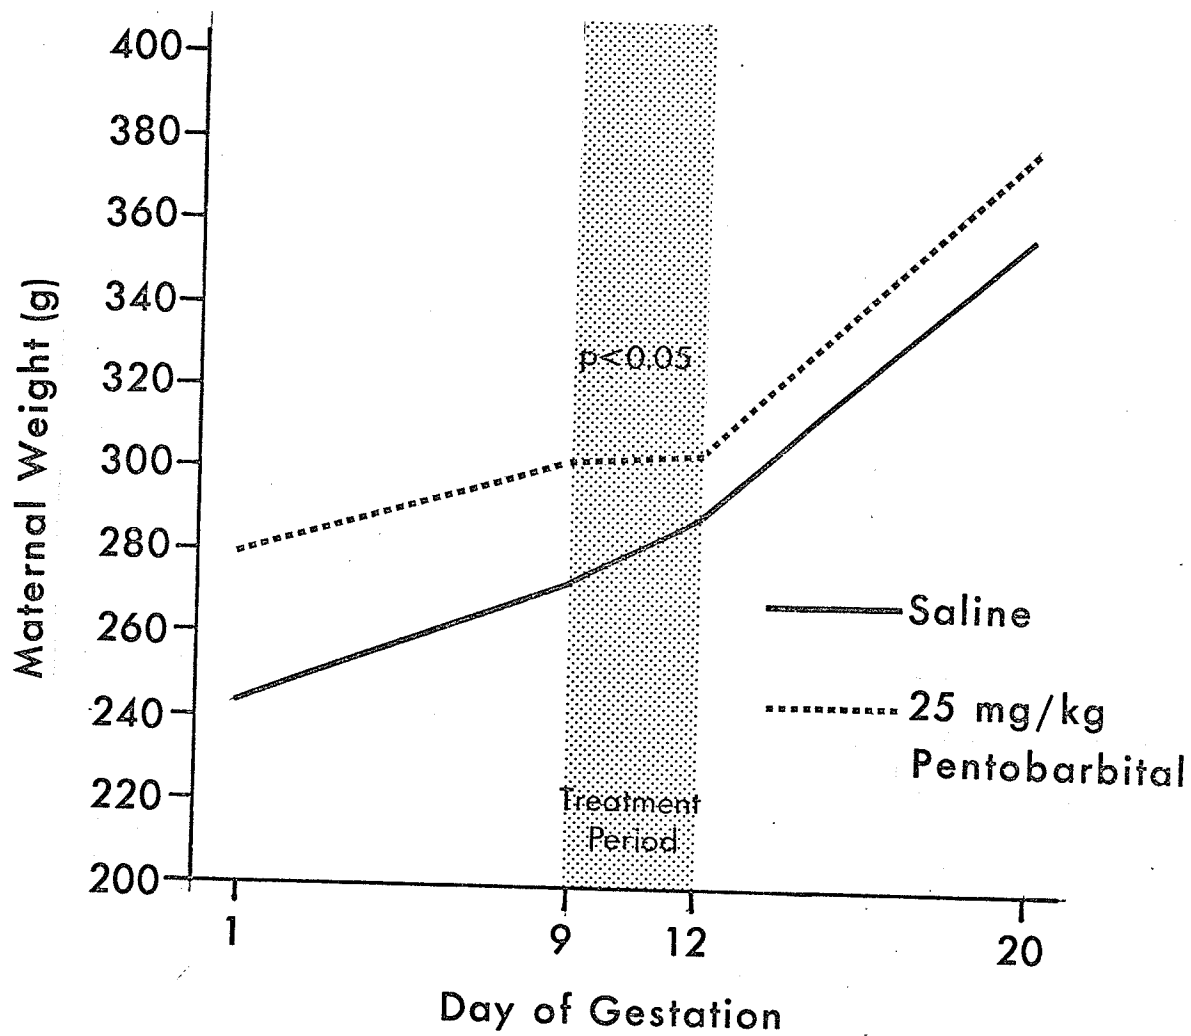 400
380
360
340
320
300
280
260
240
220
200
Maternal Weight (g)
p<0.05
Saline
25 mg/kg
Pentobarbital
Treatment
Period
1
9
12
20
Day of Gestation